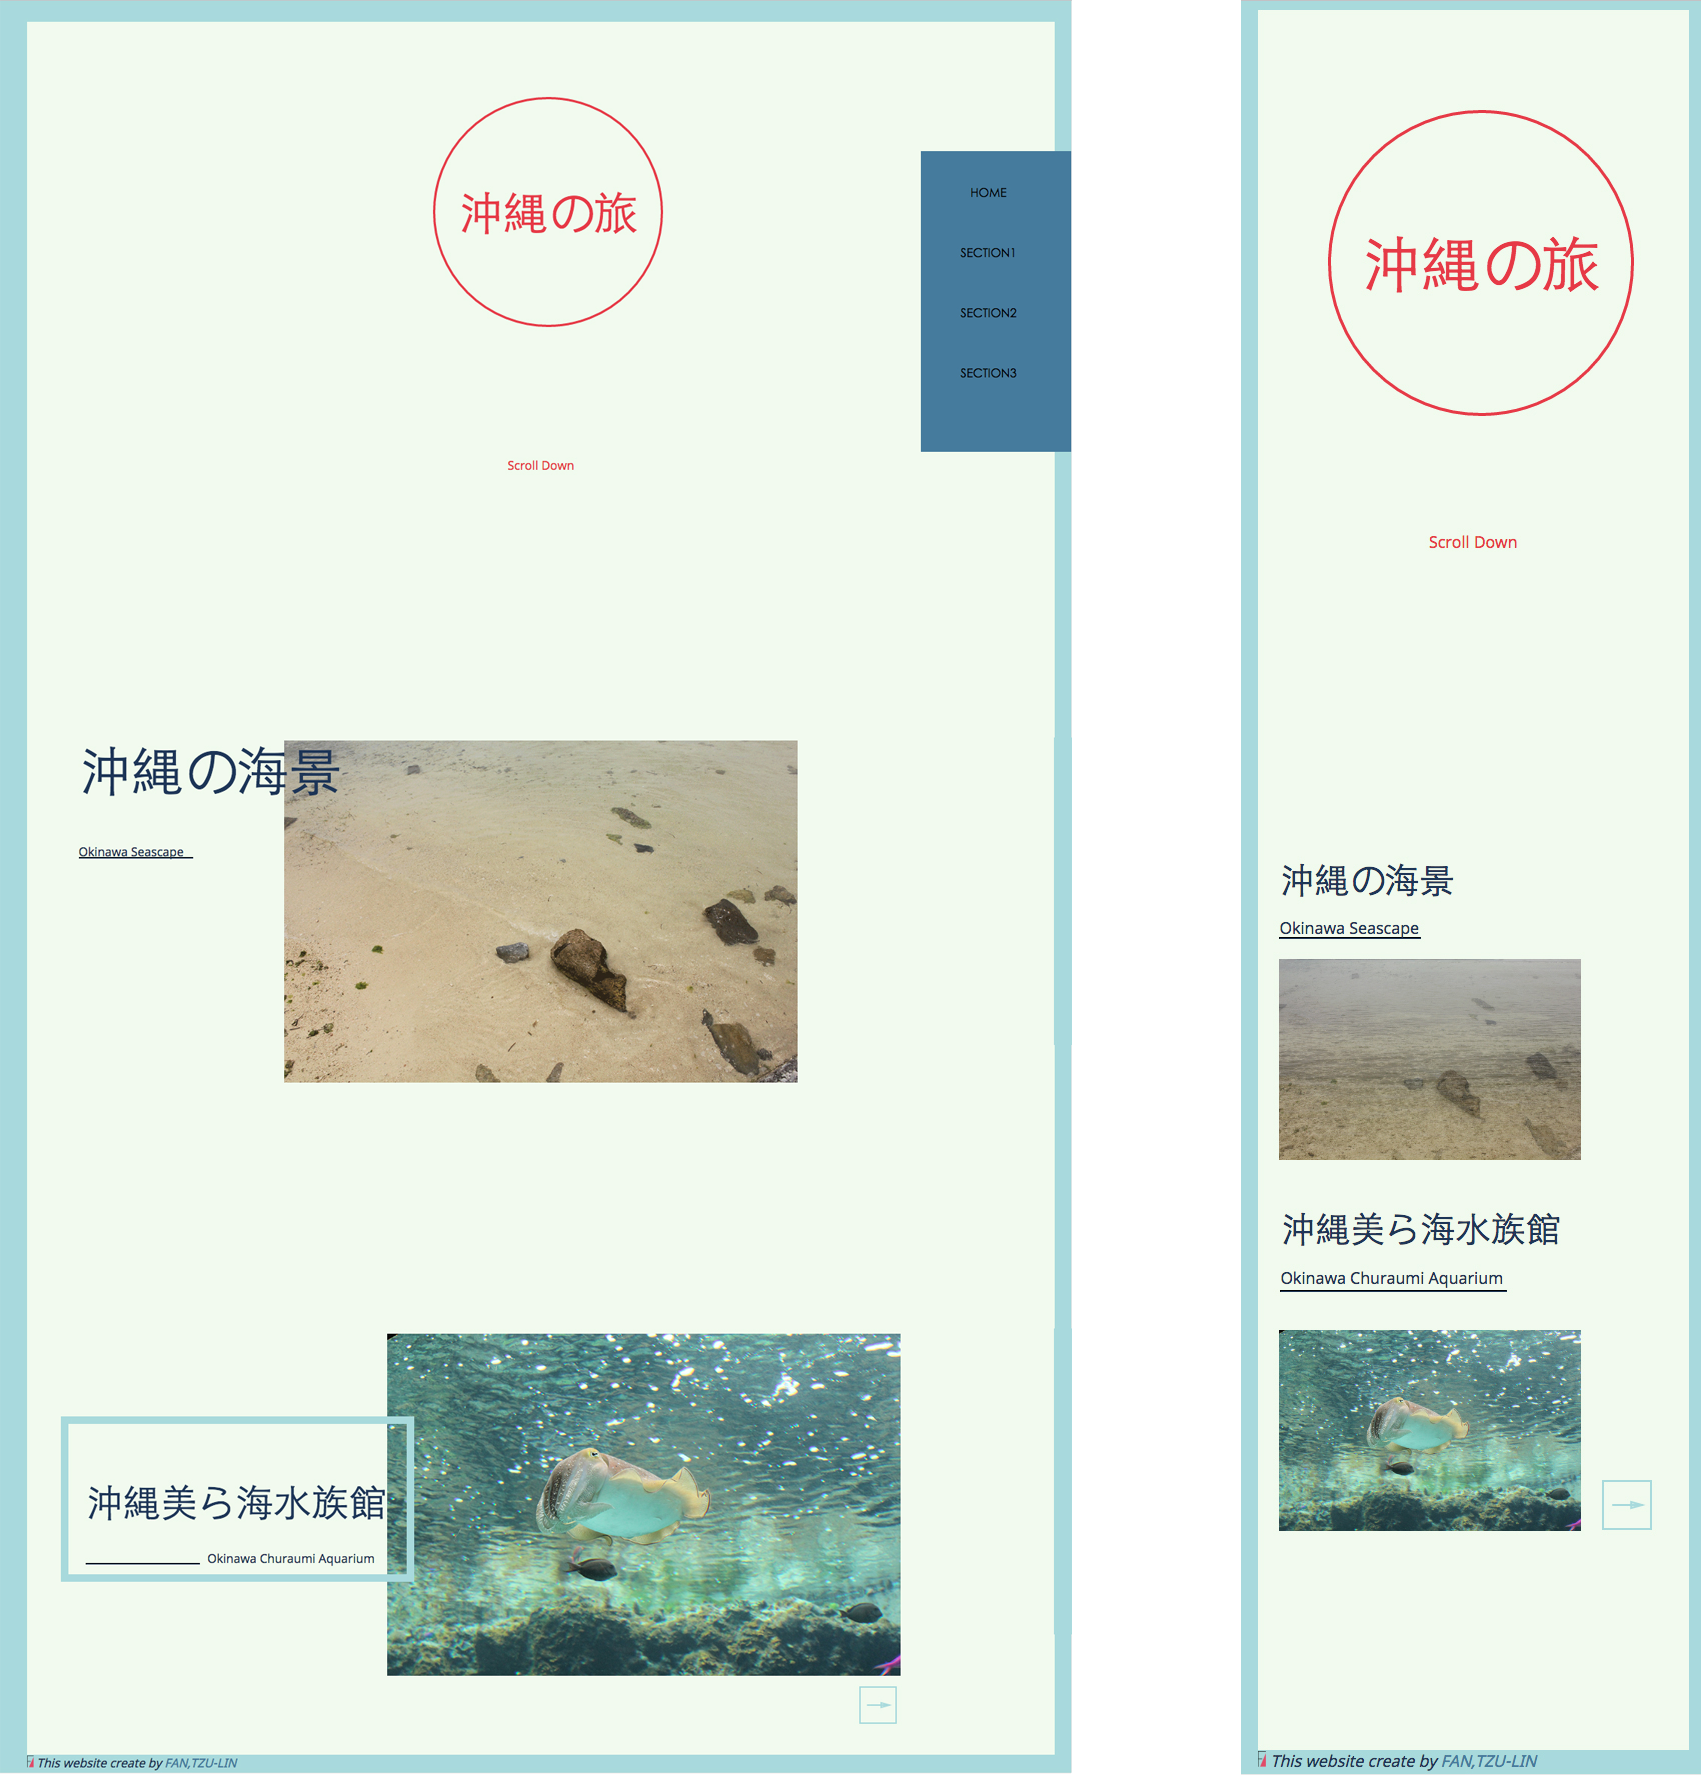 沖縄の旅
HOME
SECTION1
SECTION2
SECTION3
Scroll Down
沖縄の海景
Okinawa Seascape
沖縄美ら海水族館
Okinawa Churaumi Aquarium
This website create by FAN,TZU-LIN
沖縄の旅
Scroll Down
沖縄の海景
Okinawa Seascape
沖縄美ら海水族館
Okinawa Churaumi Aquarium
This website create by FAN,TZU-LIN